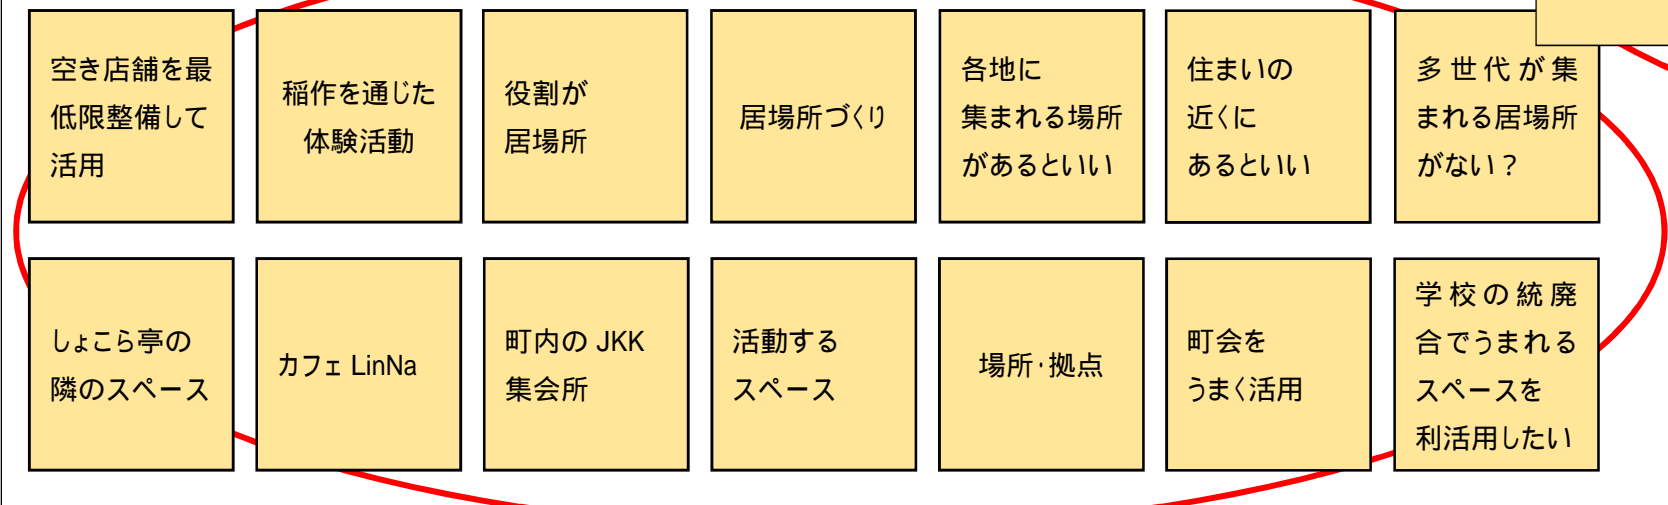 空き店舗を最
低限整備して
活用
稲作を通じた
体験活動
役割が
居場所
居場所づくり
各地に
集まれる場所
があるといい
住まいの
近くに
あるといい
多世代が集
まれる居場所
がない？
しょこら亭の
隣のスペース
カフェ LinNa
町内の JKK
集会所
活動する
スペース
場所・拠点
町会を
うまく活用
学校の統廃
合でうまれる
スペースを
利活用したい